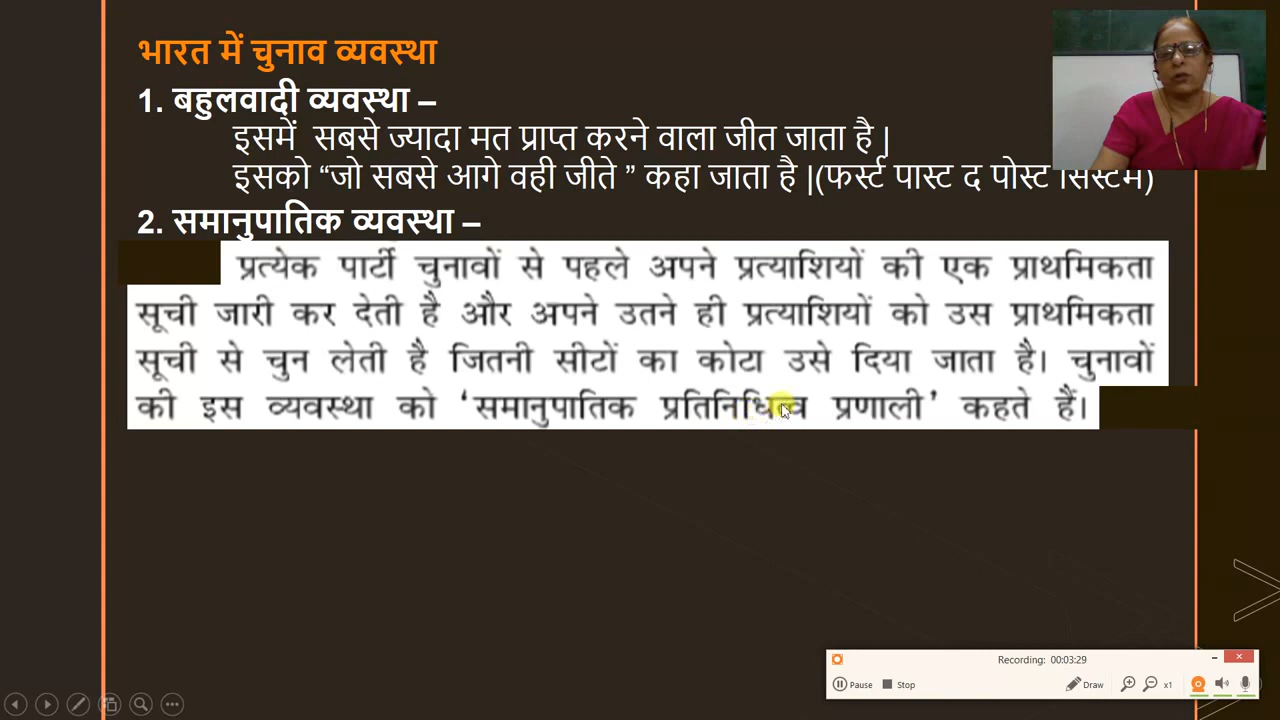 भारत में चुनाव व्यवस्था
1. बहुलवादी व्यवस्था –
इसमें सबसे ज्यादा मत प्राप्त करने वाला जीत जाता है |
इसको “जो सबसे आगे वही जीते ” कहा जाता है |(फर्स्ट पास्ट द पोस्ट सिस्टम)
2. समानुपातिक व्यवस्था –
प्रत्येक पार्टी चुनावों से पहले अपने प्रत्याशियों की एक प्राथमिकता
सूची जारी कर देती है और अपने उतने ही प्रत्याशियों को उस प्राथमिकता
सूची से चुन लेती है जितनी सीटों का कोटा उसे दिया जाता है। चुनावों
की इस व्यवस्था को ‘समानुपातिक प्रतिनिधित्व प्रणाली’ कहते हैं।
Recording: 00:03:29
Pause Stop Draw x1